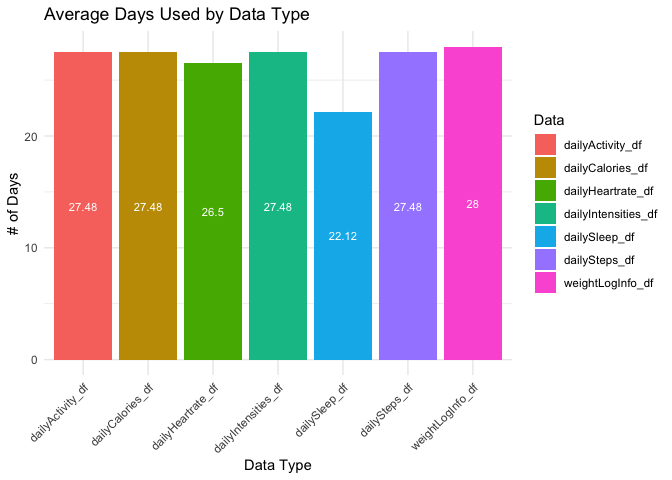 Average Days Used by Data Type
# of Days
20
10
0
27.48
27.48
26.5
27.48
22.12
27.48
28
dailyActivity_df
dailyCalories_df
dailyHeartrate_df
dailyIntensities_df
dailySleep_df
dailySteps_df
weightLogInfo_df
Data Type
Data
dailyActivity_df
dailyCalories_df
dailyHeartrate_df
dailyIntensities_df
dailySleep_df
dailySteps_df
weightLogInfo_df